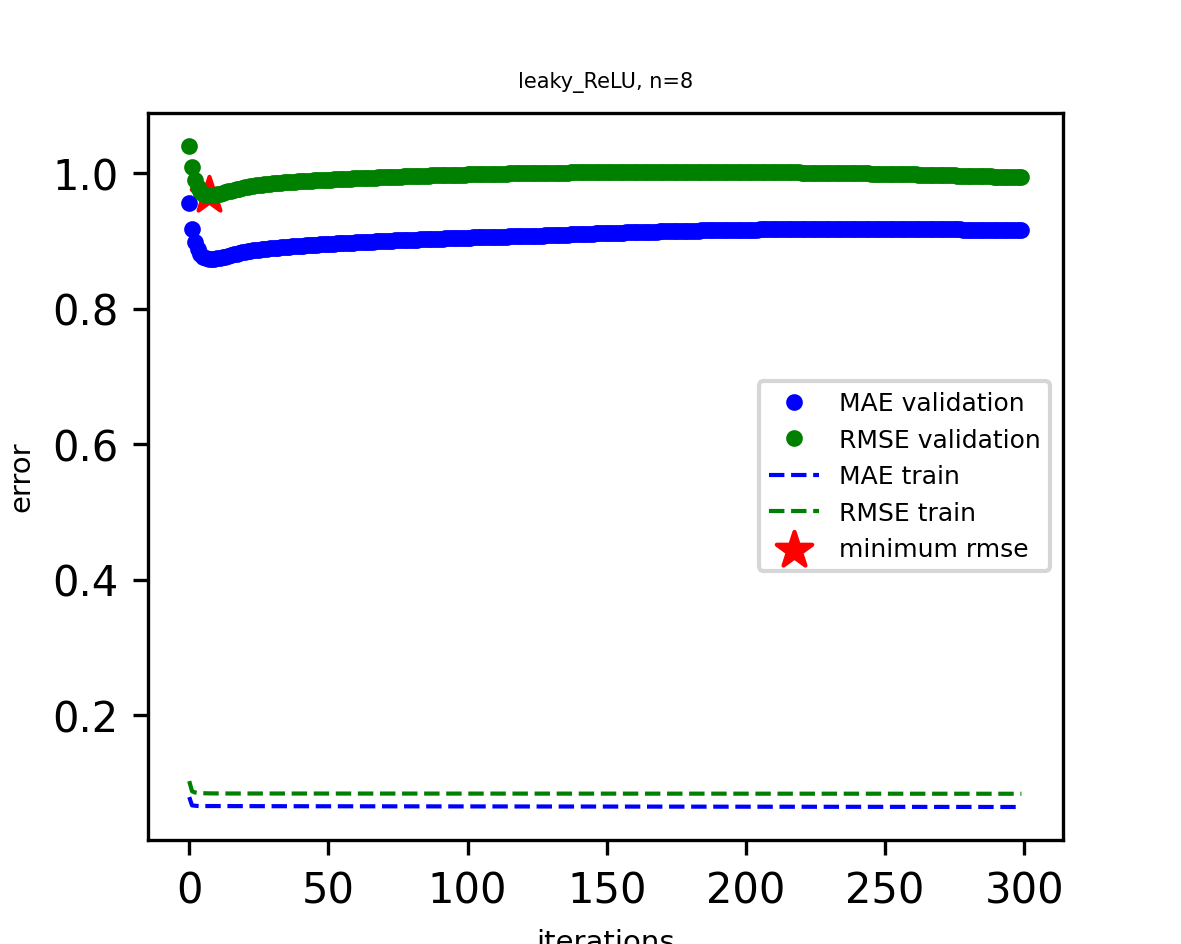 leaky_ReLU, n=8
1.0
0.8
0.6
0.4
0.2
error
MAE validation
RMSE validation
MAE train
RMSE train
minimum rmse
0 50 100 150 200 250 300
iterations